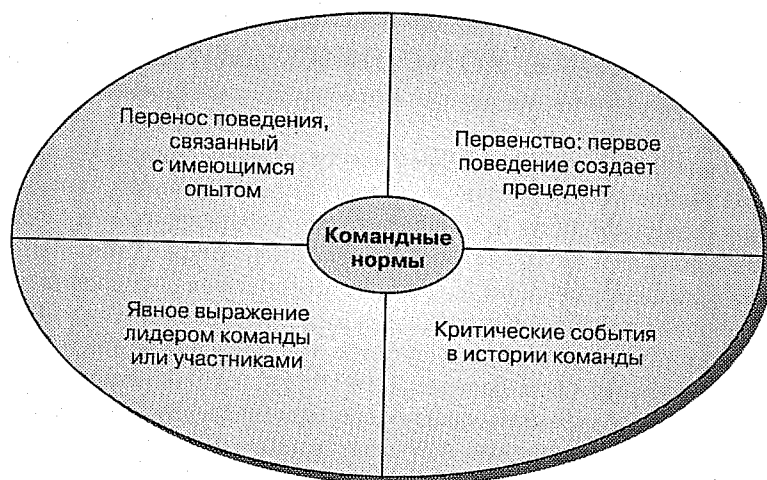 Перенос поведения,
связанный
с имеющимся
опытом
Первенство: первое
поведение создает
прецедент
Командные
нормы
Явное выражение
лидером команды
или участниками
Критические события
в истории команды